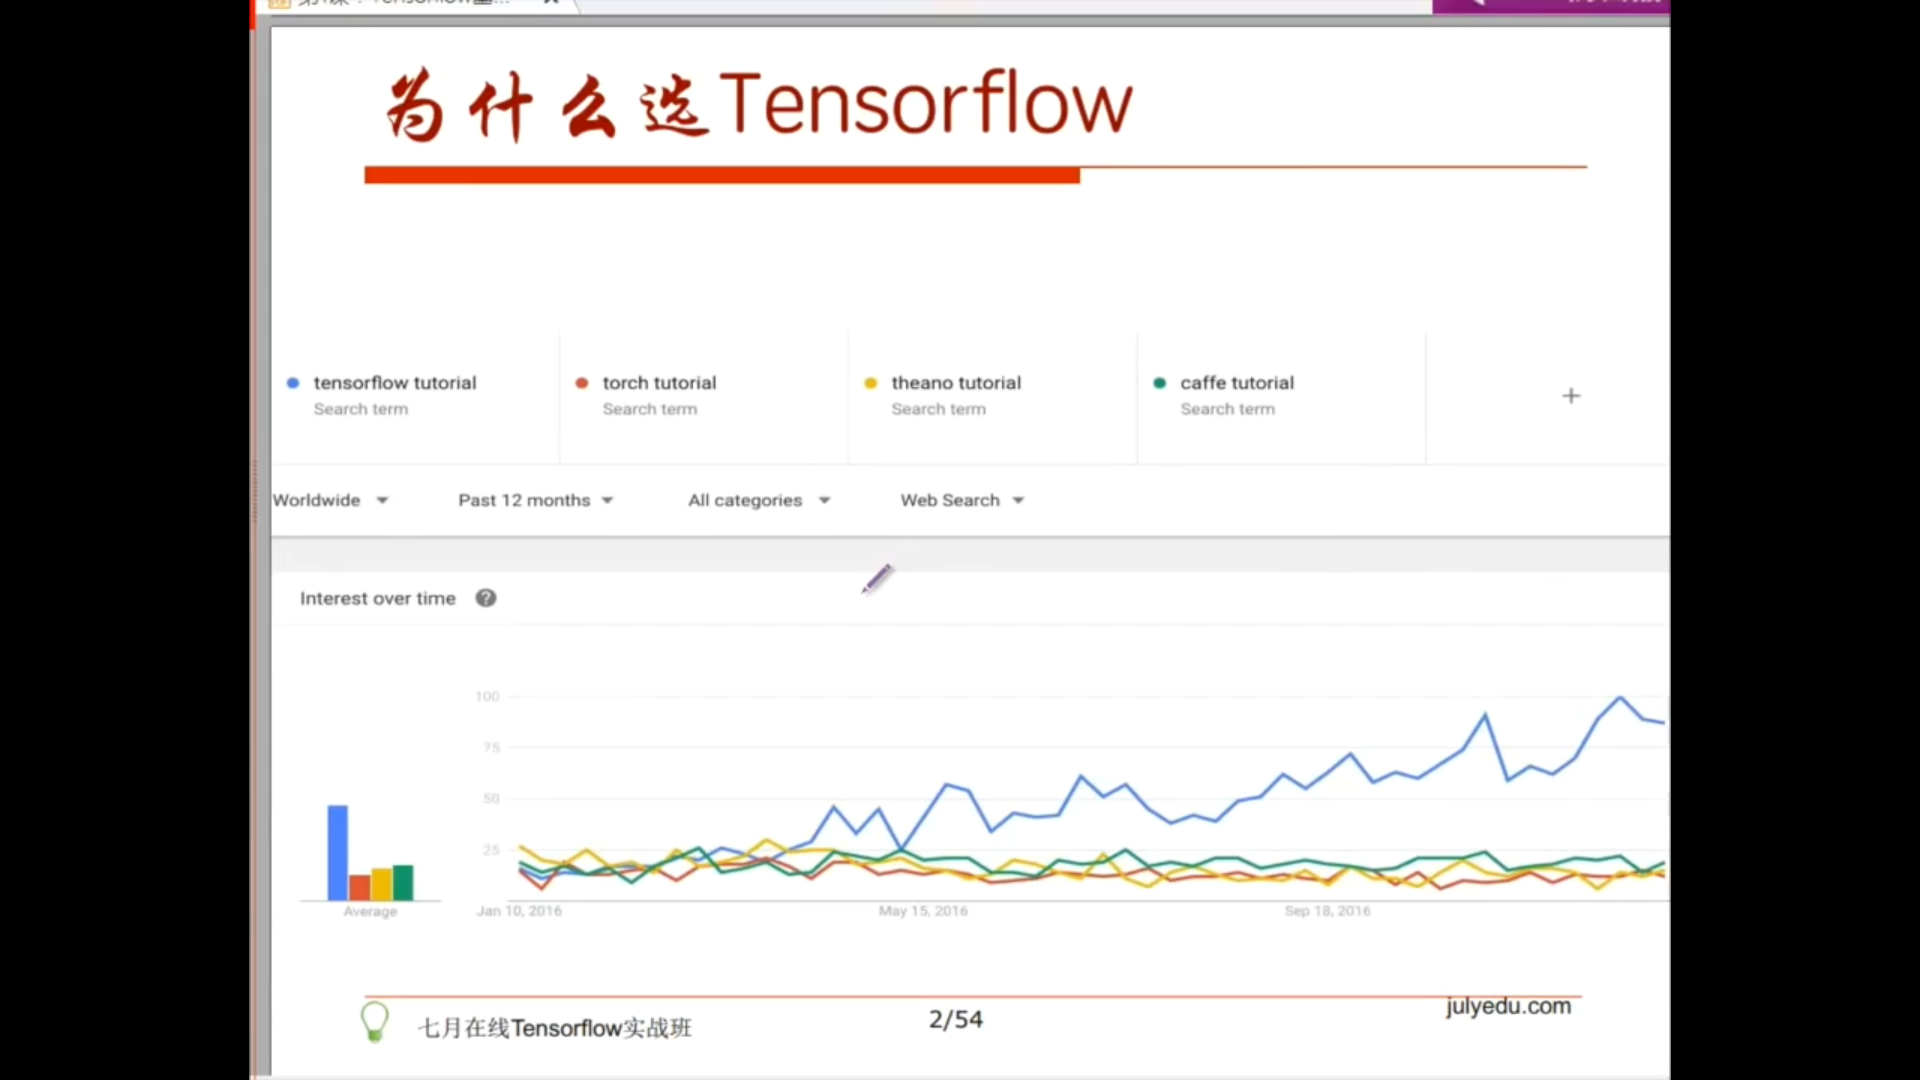 为什么选Tensorflow
tensorflow tutorial
Search term
torch tutorial
Search term
theano tutorial
Search term
caffe tutorial
Search term
+
Worldwide
Past 12 months
All categories
Web Search
Interest over time
?
100
75
50
25
Average
Jan 10, 2016
May 15, 2016
Sep 18, 2016
七月在线Tensorflow实战班
2/54
julyedu.com